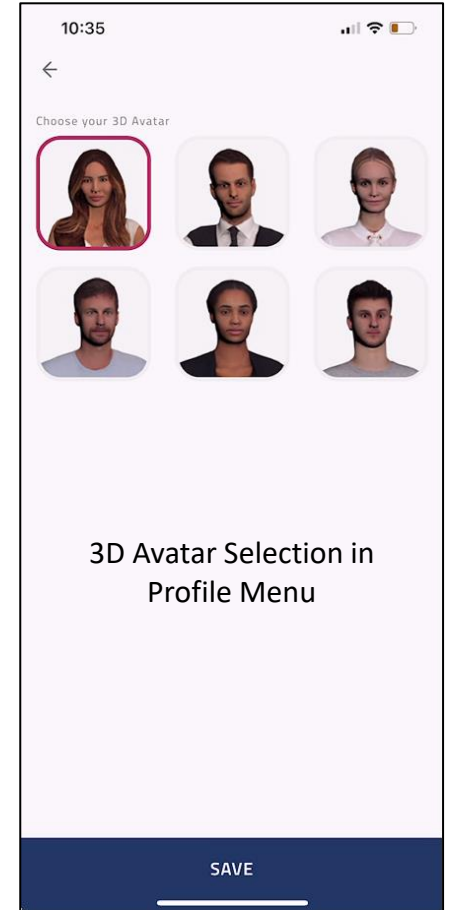 10:35
Choose your 3D Avatar
3D Avatar Selection in
Profile Menu
SAVE